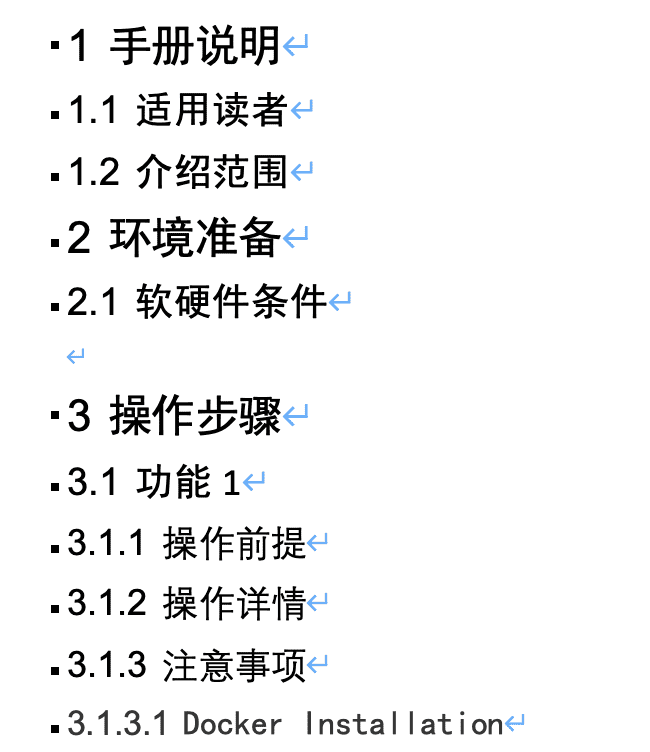 1 手册说明
1.1 适用读者
1.2 介绍范围
2 环境准备
2.1 软硬件条件
3 操作步骤
3.1 功能 1
3.1.1 操作前提
3.1.2 操作详情
3.1.3 注意事项
3.1.3.1 Docker Installation